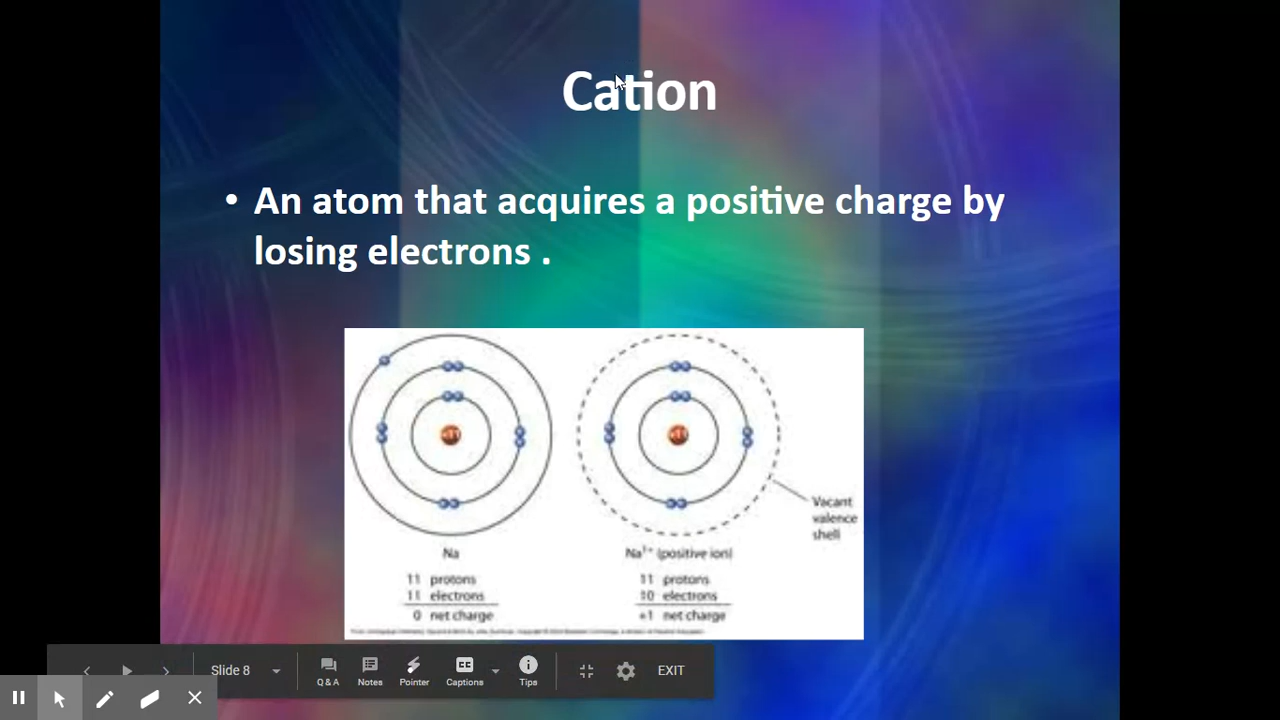 Cation
• An atom that acquires a positive charge by
losing electrons .
Vacant
valence
shell
Na
Na¹⁺ (positive ion)
11 protons
11 electrons
0 net charge
11 protons
10 electrons
+1 net charge
Slide 8
Q & A
Notes
Pointer
CC
Captions
Tips
EXIT